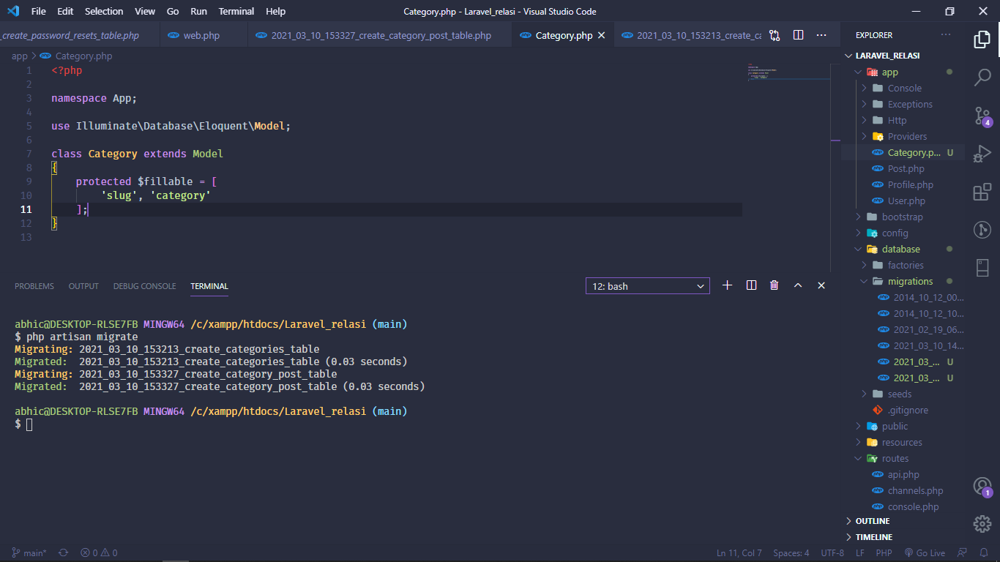 File Edit Selection View Go Run Terminal Help
Category.php - Laravel_relasi - Visual Studio Code
_create_password_resets_table.php web.php 2021_03_10_153327_create_category_post_table.php Category.php 2021_03_10_153213_create_ca
app > Category.php
1 <?php
2
3 namespace App;
4
5 use Illuminate\Database\Eloquent\Model;
6
7 class Category extends Model
8 {
9 protected $fillable = [
10 'slug', 'category'
11 ];
12 }
13
PROBLEMS OUTPUT DEBUG CONSOLE TERMINAL
12: bash
abhic@DESKTOP-RLSE7FB MINGW64 /c/xampp/htdocs/Laravel_relasi (main)
$ php artisan migrate
Migrating: 2021_03_10_153213_create_categories_table
Migrated: 2021_03_10_153213_create_categories_table (0.03 seconds)
Migrating: 2021_03_10_153327_create_category_post_table
Migrated: 2021_03_10_153327_create_category_post_table (0.03 seconds)
abhic@DESKTOP-RLSE7FB MINGW64 /c/xampp/htdocs/Laravel_relasi (main)
$
EXPLORER
LARAVEL_RELASI
app
Console
Exceptions
Http
Providers
Category.p... U
Post.php
Profile.php
User.php
bootstrap
config
database
factories
migrations
2014_10_12_00...
2014_10_12_10...
2021_02_19_06...
2021_03_10_14...
2021_03_... U
2021_03_... U
seeds
.gitignore
public
resources
routes
api.php
channels.php
console.php
OUTLINE
TIMELINE
4
1
main* 0 0
Ln 11, Col 7 Spaces: 4 UTF-8 LF PHP Go Live